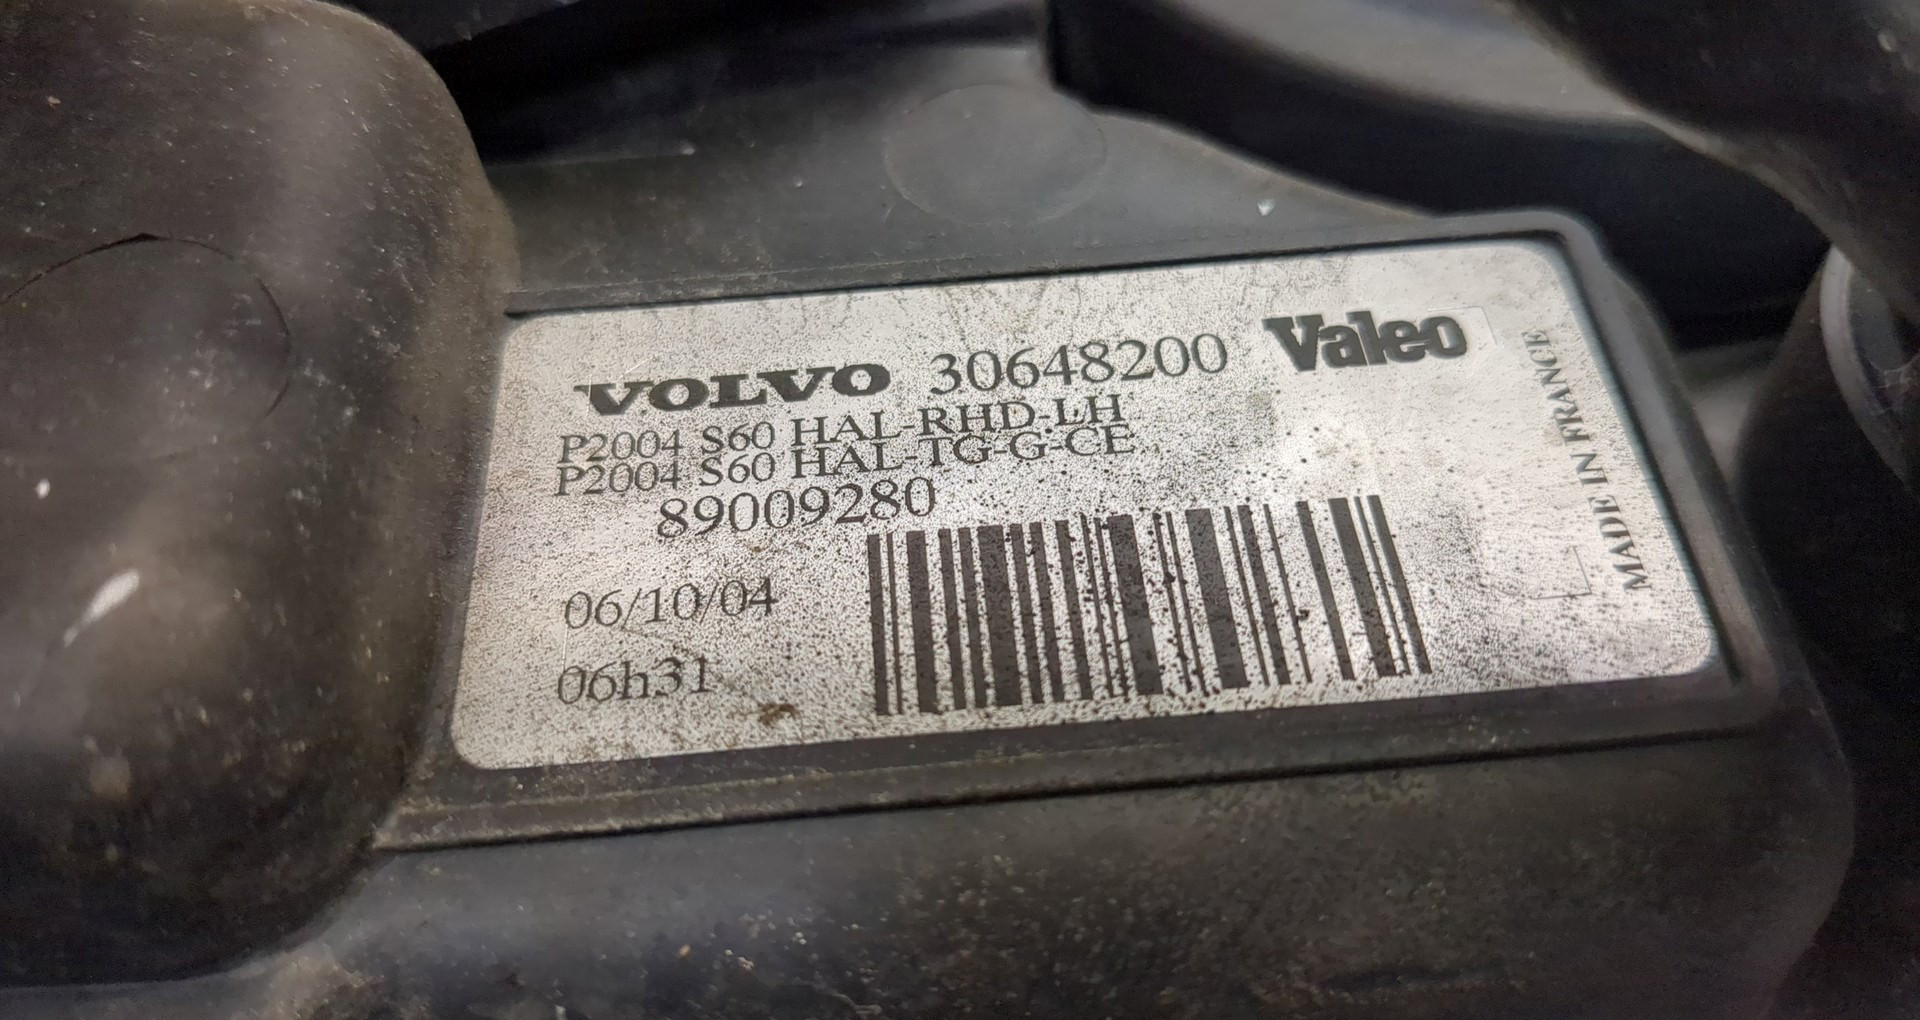 VOLVO 30648200 Valeo
P2004 S60 HAL-RHD-LH
P2004 S60 HAL-TG-G-CE
89009280
06/10/04
06h31
MADE IN FRANCE